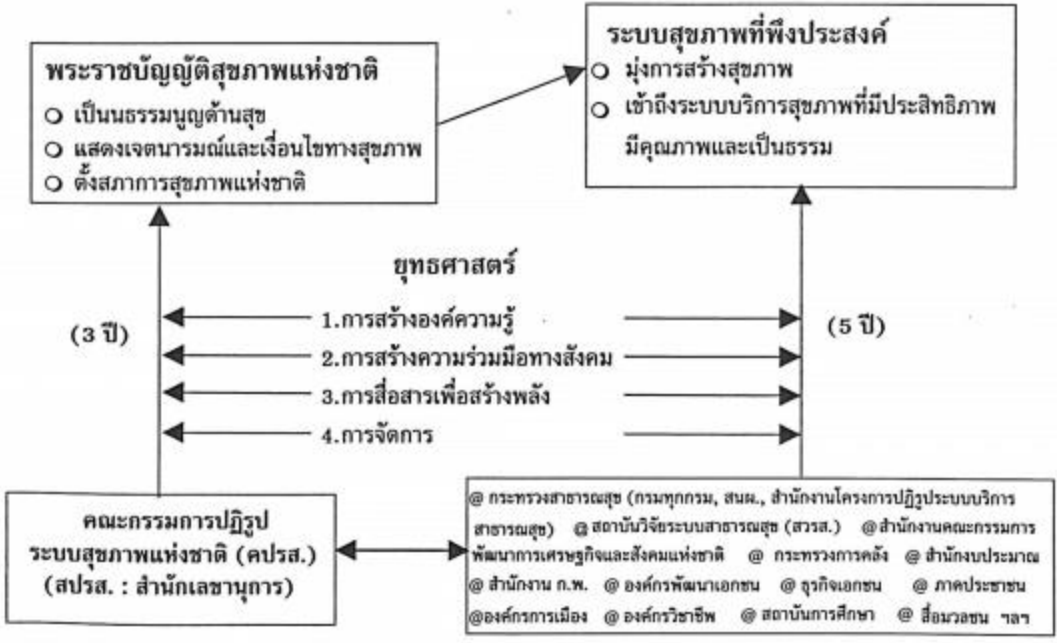 พระราชบัญญัติสุขภาพแห่งชาติ
เป็นนธรรมนูญด้านสุข
แสดงเจตนารมณ์และเงื่อนไขทางสุขภาพ
ตั้งสภาการสุขภาพแห่งชาติ
ระบบสุขภาพที่พึงประสงค์
มุ่งการสร้างสุขภาพ
เข้าถึงระบบบริการสุขภาพที่มีประสิทธิภาพ
มีคุณภาพและเป็นธรรม
ยุทธศาสตร์
(3 ปี)
1.การสร้างองค์ความรู้
2.การสร้างความร่วมมือทางสังคม
3.การสื่อสารเพื่อสร้างพลัง
4.การจัดการ
(5 ปี)
คณะกรรมการปฏิรูป
ระบบสุขภาพแห่งชาติ (คปรส.)
(สปรส. : สำนักเลขานุการ)
@ กระทรวงสาธารณสุข (กรมทุกกรม, สนผ., สำนักงานโครงการปฏิรูประบบบริการ
สาธารณสุข) @ สถาบันวิจัยระบบสาธารณสุข (สวรส.) @สำนักงานคณะกรรมการ
พัฒนาการเศรษฐกิจและสังคมแห่งชาติ @ กระทรวงการคลัง @ สำนักงบประมาณ
@ สำนักงาน ก.พ. @ องค์กรพัฒนาเอกชน @ ธุรกิจเอกชน @ ภาคประชาชน
@องค์กรการเมือง @ องค์กรวิชาชีพ @ สถาบันการศึกษา @ สื่อมวลชน ฯลฯ